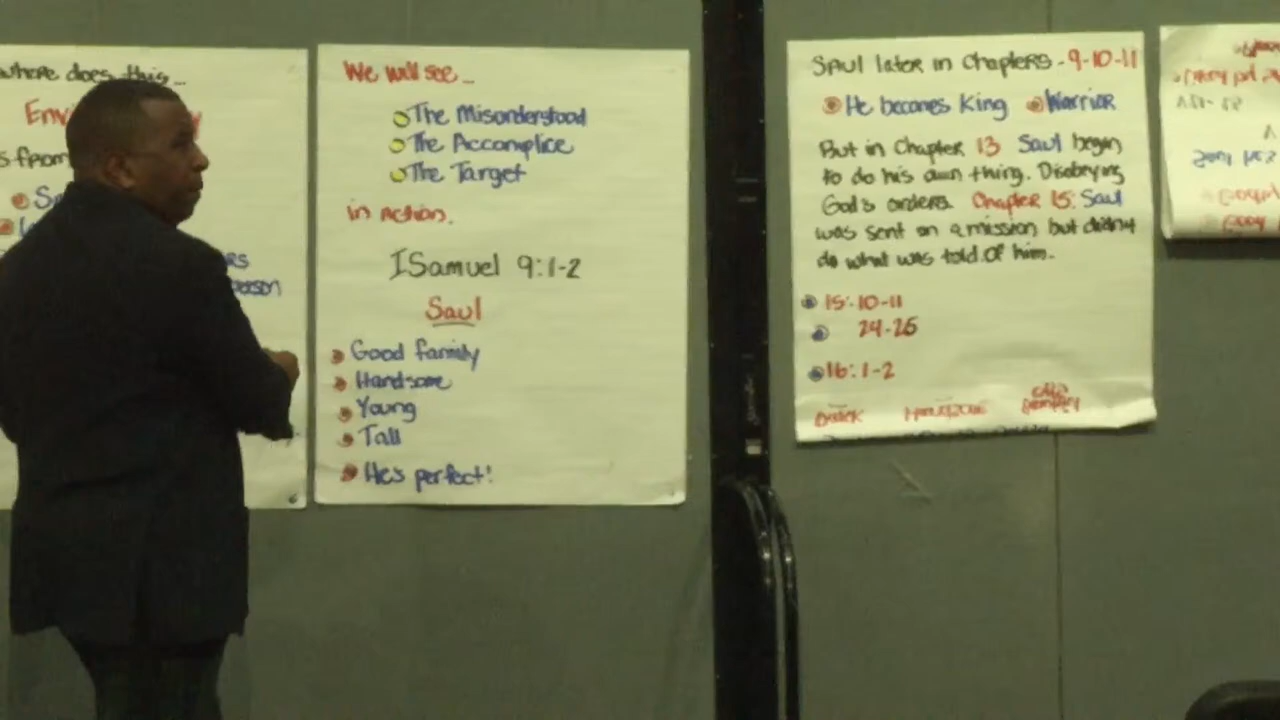 where does this...
s from
We will see...
The Misunderstood
The Accomplice
The Target
in Action.
I Samuel 9:1-2
Saul
Good family
Handsome
Young
Tall
He's perfect!
Saul later in Chapters - 9-10-11
He becomes King Warrior
But in Chapter 13 Saul began
to do his own thing. Disobeying
God's orders. Chapter 15: Saul
was sent on a mission but didn't
do what was told of him.
15:10-11
24-26
16:1-2